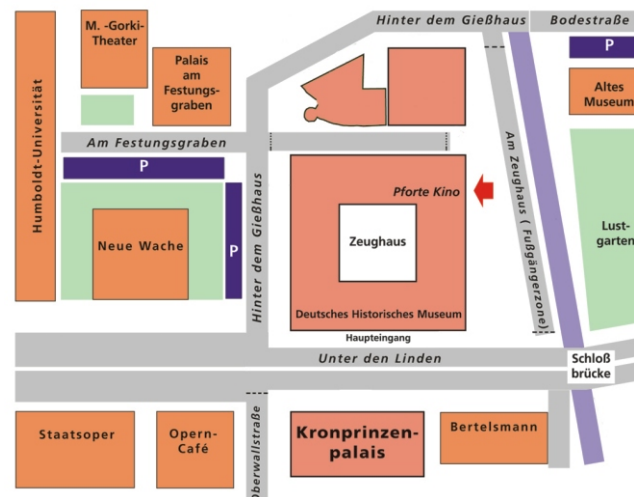 Hinter dem Gießhaus
Bodestraße
M. -Gorki-
Theater
Palais
am
Festungs-
graben
P
Altes
Museum
Humboldt-Universität
Am Festungsgraben
P
P
Neue Wache
Hinter dem Gießhaus
Pforte Kino
Zeughaus
Deutsches Historisches Museum
Haupteingang
Am Zeughaus ( Fußgängerzone)
Lust-
garten
Unter den Linden
Schloß
brücke
Staatsoper
Opern-
Café
Oberwallstraße
Kronprinzen-
palais
Bertelsmann